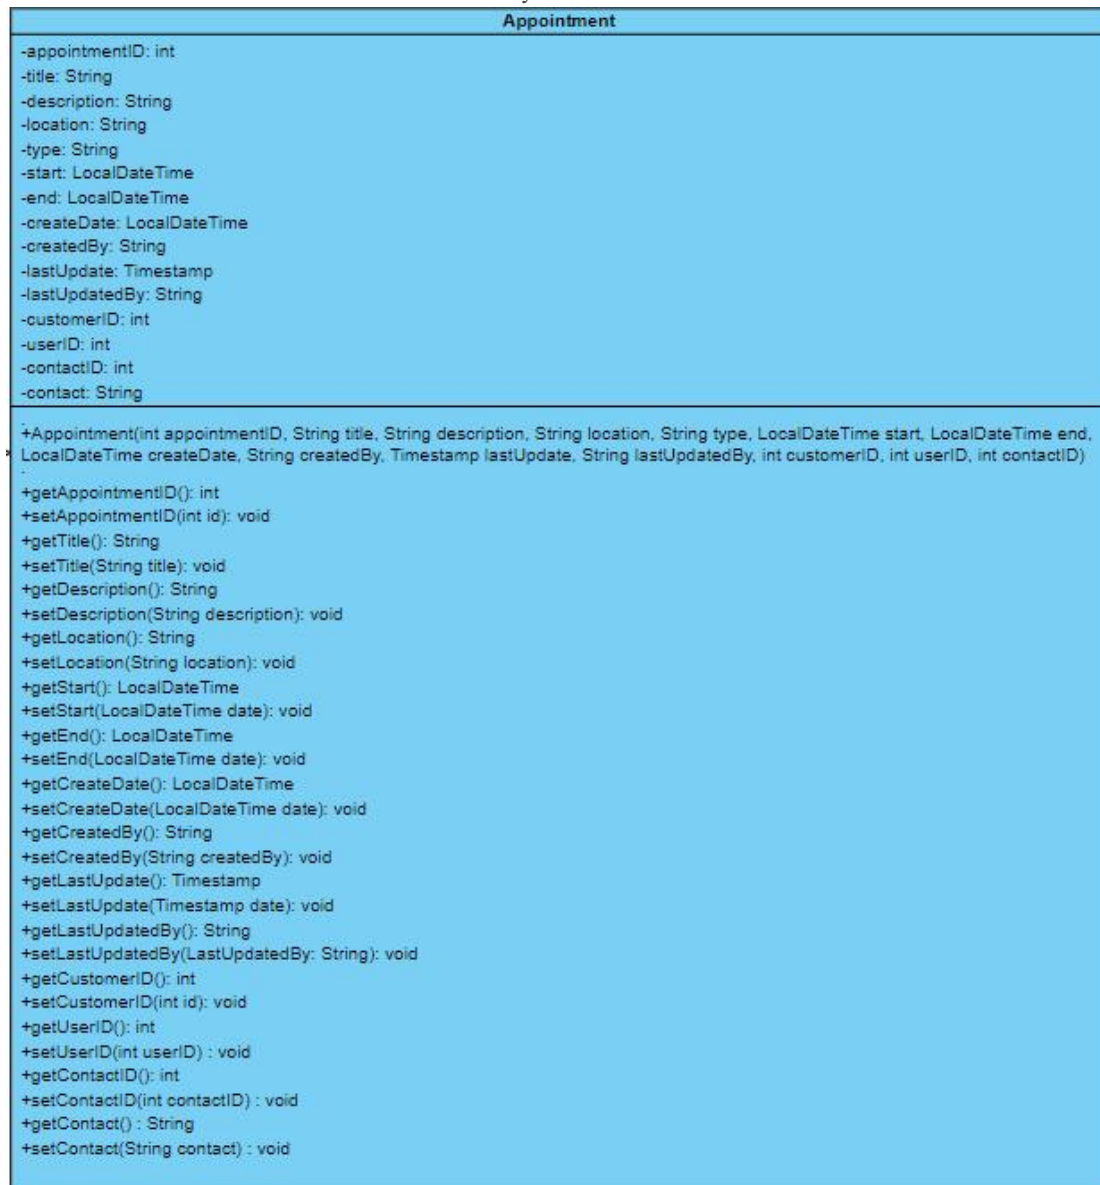 Appointment
-appointmentID: int
-title: String
-description: String
-location: String
-type: String
-start: LocalDateTime
-end: LocalDateTime
-createDate: LocalDateTime
-createdBy: String
-lastUpdate: Timestamp
-lastUpdatedBy: String
-customerID: int
-userID: int
-contactID: int
-contact: String
+Appointment(int appointmentID, String title, String description, String location, String type, LocalDateTime start, LocalDateTime end,
LocalDateTime createDate, String createdBy, Timestamp lastUpdate, String lastUpdatedBy, int customerID, int userID, int contactID)
+getAppointmentID(): int
+setAppointmentID(int id): void
+getTitle(): String
+setTitle(String title): void
+getDescription(): String
+setDescription(String description): void
+getLocation(): String
+setLocation(String location): void
+getStart(): LocalDateTime
+setStart(LocalDateTime date): void
+getEnd(): LocalDateTime
+setEnd(LocalDateTime date): void
+getCreateDate(): LocalDateTime
+setCreateDate(LocalDateTime date): void
+getCreatedBy(): String
+setCreatedBy(String createdBy): void
+getLastUpdate(): Timestamp
+setLastUpdate(Timestamp date): void
+getLastUpdatedBy(): String
+setLastUpdatedBy(LastUpdatedBy: String): void
+getCustomerID(): int
+setCustomerID(int id): void
+getUserID(): int
+setUserID(int userID) : void
+getContactID(): int
+setContactID(int contactID) : void
+getContact() : String
+setContact(String contact) : void